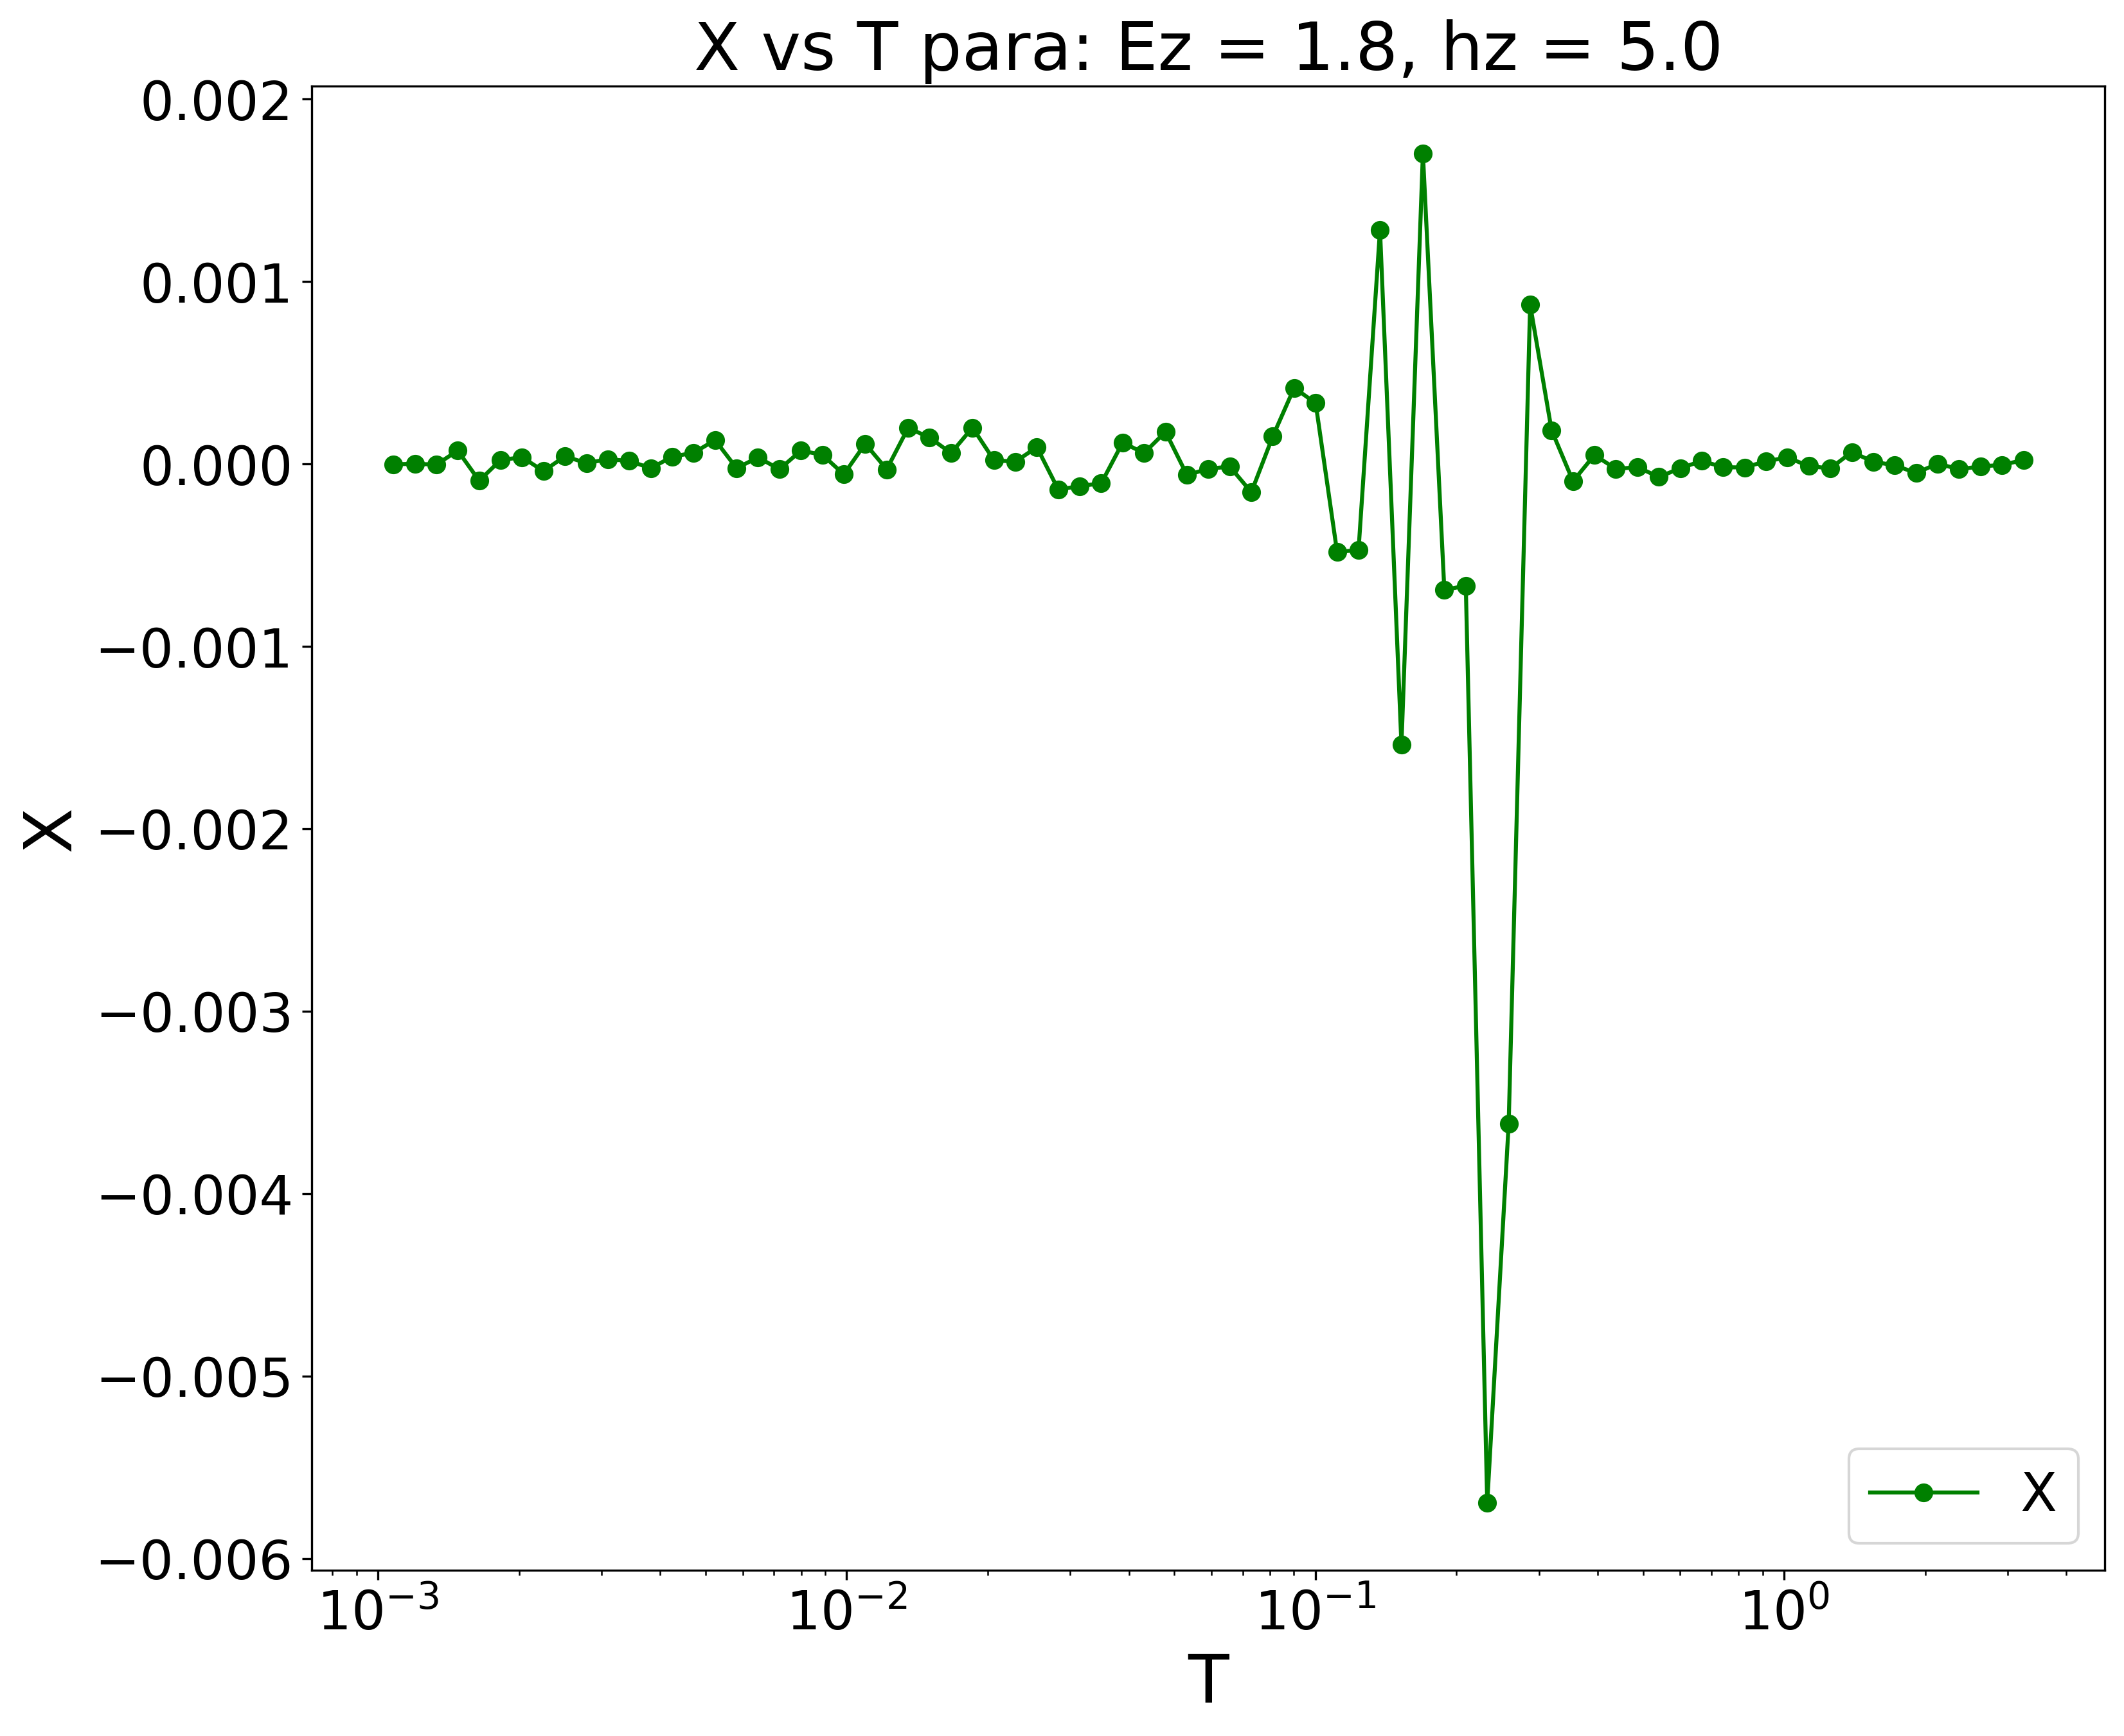 X vs T para: Ez = 1.8, hz = 5.0
0.002
0.001
0.000
−0.001
−0.002
−0.003
−0.004
−0.005
−0.006
X
X
10⁻³ 10⁻² 10⁻¹ 10⁰
T